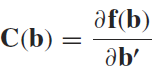 C(b) = ∂f(b) / ∂b′